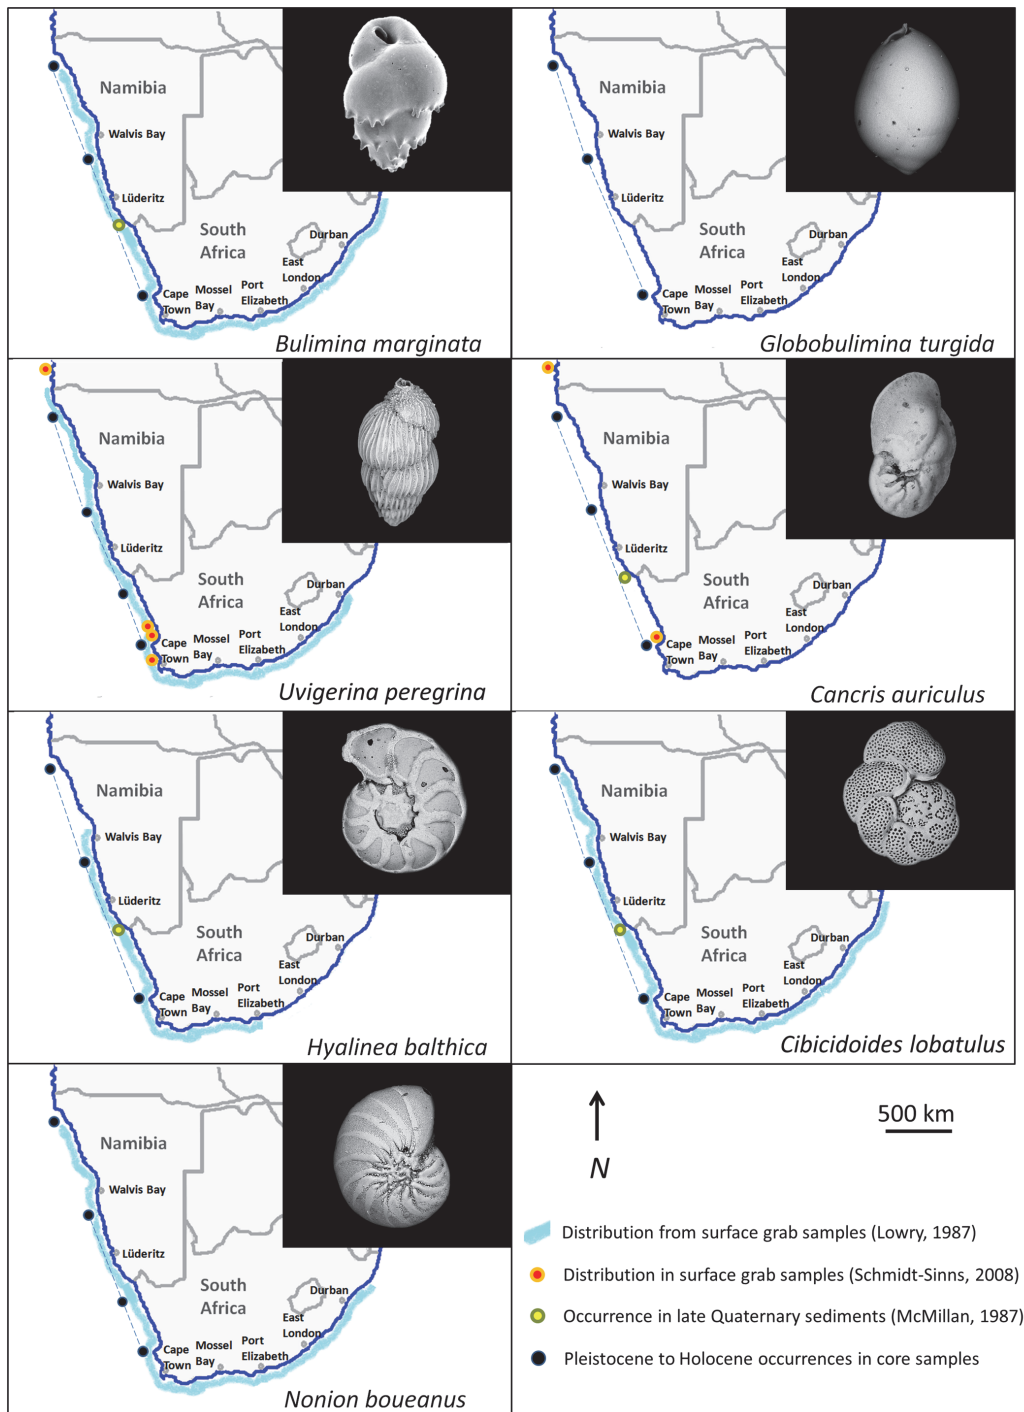 Namibia
Walvis Bay
Lüderitz
South
Africa
Durban
East
London
Port
Elizabeth
Mossel
Bay
Cape
Town
Bulimina marginata
Namibia
Walvis Bay
Lüderitz
South
Africa
Durban
East
London
Port
Elizabeth
Mossel
Bay
Cape
Town
Globobulimina turgida
Namibia
Walvis Bay
Lüderitz
South
Africa
Durban
East
London
Port
Elizabeth
Mossel
Bay
Cape
Town
Uvigerina peregrina
Namibia
Walvis Bay
Lüderitz
South
Africa
Durban
East
London
Port
Elizabeth
Mossel
Bay
Cape
Town
Cancris auriculus
Namibia
Walvis Bay
Lüderitz
South
Africa
Durban
East
London
Port
Elizabeth
Mossel
Bay
Cape
Town
Hyalinea balthica
Namibia
Walvis Bay
Lüderitz
South
Africa
Durban
East
London
Port
Elizabeth
Mossel
Bay
Cape
Town
Cibicidoides lobatulus
Namibia
Walvis Bay
Lüderitz
South
Africa
Durban
East
London
Port
Elizabeth
Mossel
Bay
Cape
Town
Nonion boueanus
N
500 km
Distribution from surface grab samples (Lowry, 1987)
Distribution in surface grab samples (Schmidt-Sinns, 2008)
Occurrence in late Quaternary sediments (McMillan, 1987)
Pleistocene to Holocene occurrences in core samples